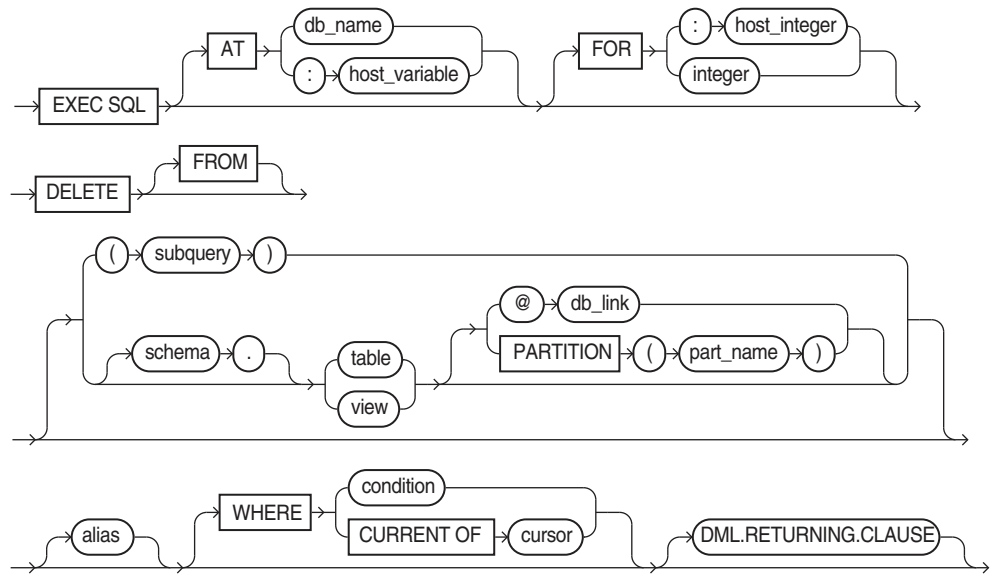 db_name : host_integer
AT FOR
: host_variable integer
EXEC SQL
FROM
DELETE
( subquery )
@ db_link
schema . table PARTITION ( part_name )
view
condition
alias WHERE CURRENT OF cursor DML.RETURNING.CLAUSE